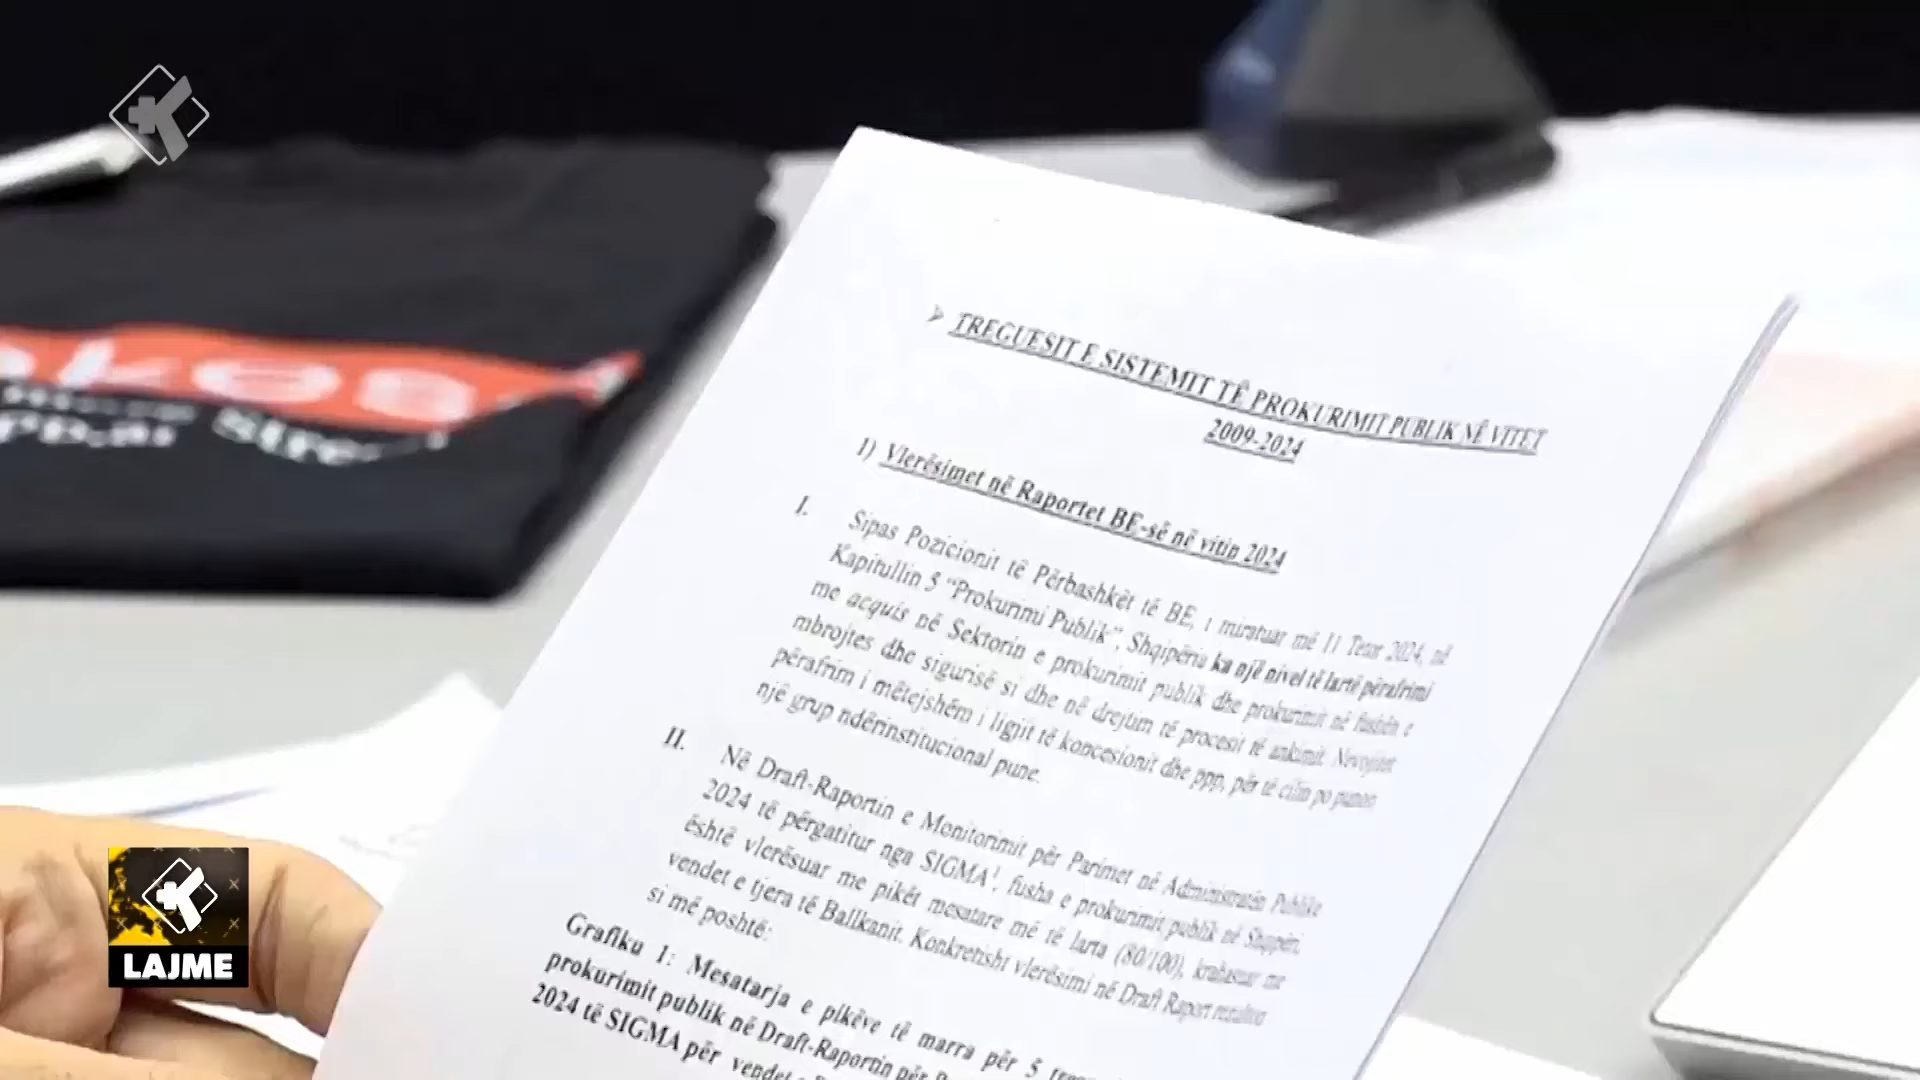 ➢ TREGUESIT E SISTEMIT TË PROKURIMIT PUBLIK NË VITET
2009-2024
1) Vlerësimet në Raportet BE-së në vitin 2024
I. Sipas Pozicionit të Përbashkët të BE, i miratuar më 11 Tetor 2024, në
Kapitullin 5 “Prokurimi Publik”, Shqipëria ka një nivel të lartë përafrimi
me acquis në Sektorin e prokurimit publik dhe prokurimit në fushën e
mbrojtes dhe sigurisë si dhe në drejtim të procesit të ankimit. Nevojitet
përafrim i mëtejshëm i ligjit të koncesionit dhe ppp, për të cilin po punon
një grup ndërinstitucional pune.
II. Në Draft-Raportin e Monitorimit për Parimet në Administratën Publike
2024 të përgatitur nga SIGMA¹, fusha e prokurimit publik në Shqipëri,
është vlerësuar me pikët mesatare më të larta (80/100), krahasuar me
vendet e tjera të Ballkanit. Konkretisht vlerësimi në Draft Raport rezulton
si më poshtë:
Grafiku 1: Mesatarja e pikëve të marra për 5
prokurimit publik në Draft-Raportin për
2024 të SIGMA për vendet e
LAJME